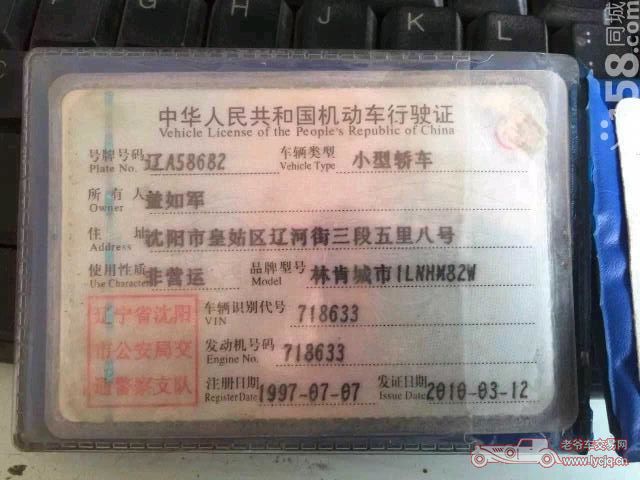 中华人民共和国机动车行驶证
Vehicle License of the People's Republic of China
号牌号码 辽A58682 车辆类型 小型轿车
Plate No. Vehicle Type
所有人 董如军
Owner
住址 沈阳市皇姑区辽河街三段五里八号
Address
使用性质 非营运 品牌型号 林肯城市1LNHM82W
Use Character Model
辽宁省沈阳
市公安局交
通警察支队
车辆识别代号 718633
VIN
发动机号码 718633
Engine No.
注册日期 1997-07-07 发证日期 2010-03-12
Register Date Issue Date
158同城
老爷车交易网
www.lycjq.cn